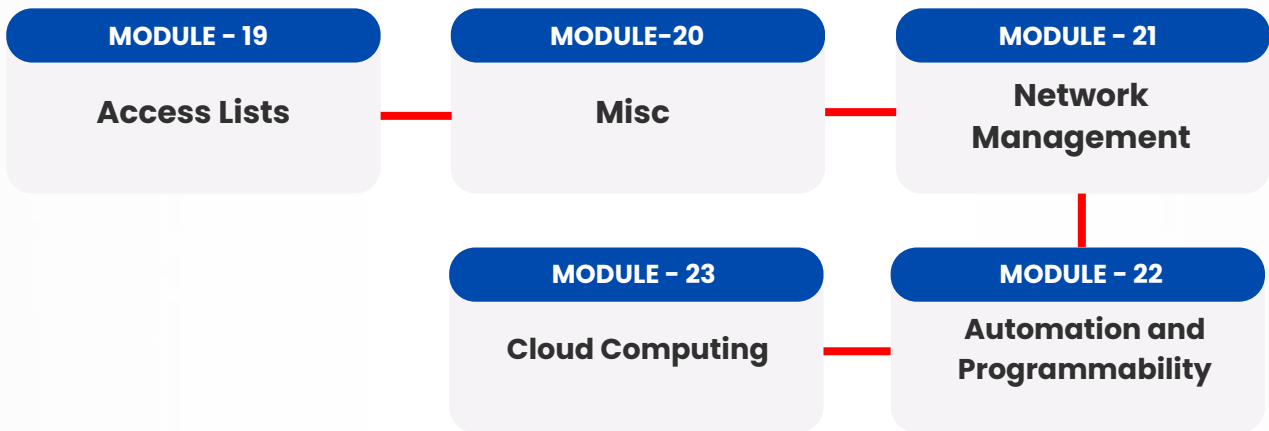 MODULE - 19
Access Lists
MODULE-20
Misc
MODULE - 21
Network
Management
MODULE - 22
Automation and
Programmability
MODULE - 23
Cloud Computing